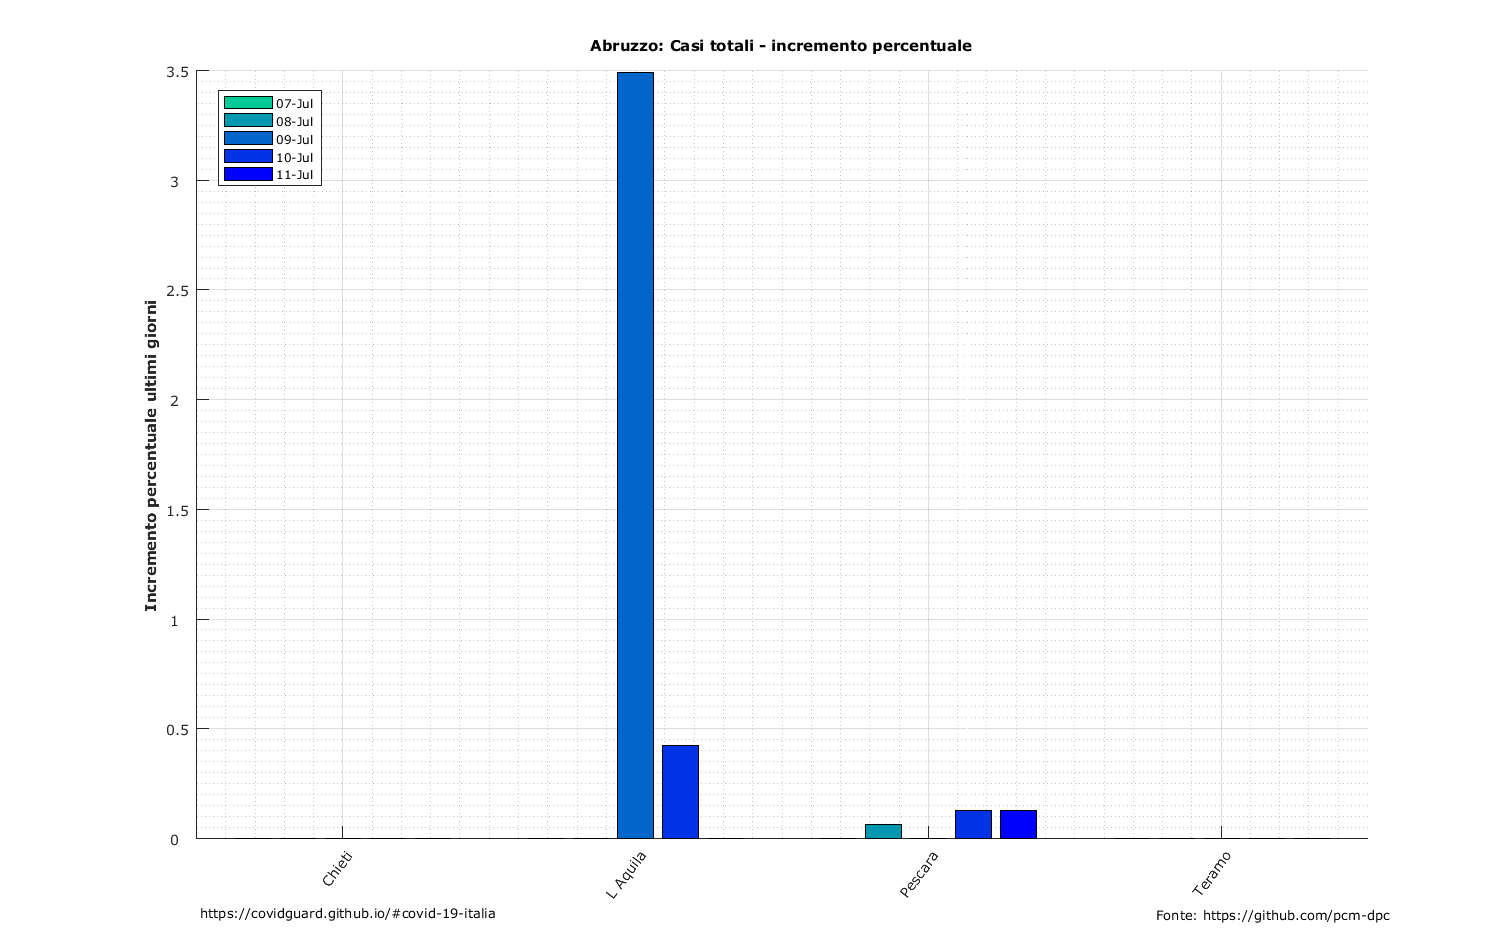 Abruzzo: Casi totali - incremento percentuale
3.5
3
2.5
2
1.5
1
0.5
0
Incremento percentuale ultimi giorni
07-Jul
08-Jul
09-Jul
10-Jul
11-Jul
Chieti
L Aquila
Pescara
Teramo
https://covidguard.github.io/#covid-19-italia
Fonte: https://github.com/pcm-dpc